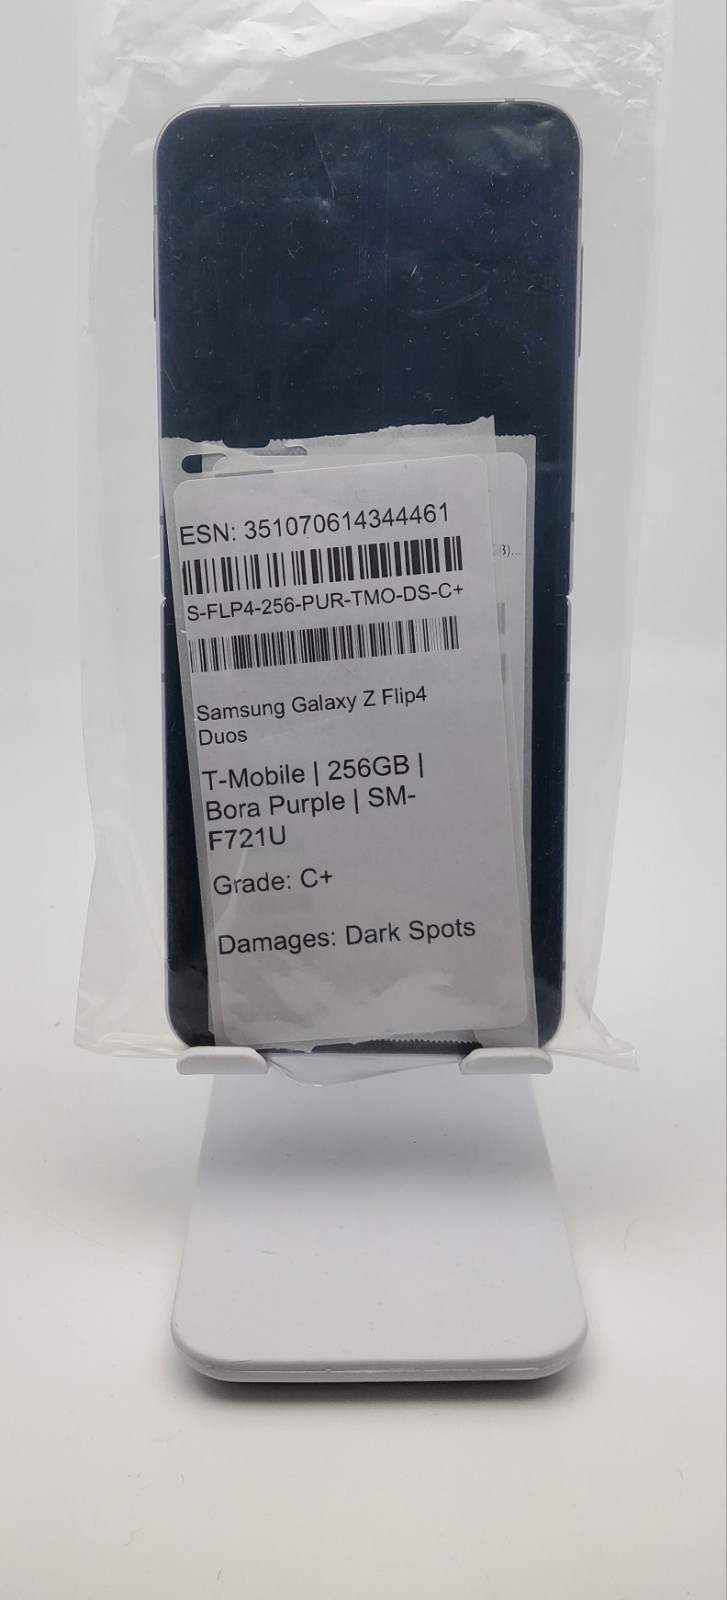 ESN: 351070614344461
S-FLP4-256-PUR-TMO-DS-C+
Samsung Galaxy Z Flip4
Duos
T-Mobile | 256GB |
Bora Purple | SM-
F721U
Grade: C+
Damages: Dark Spots